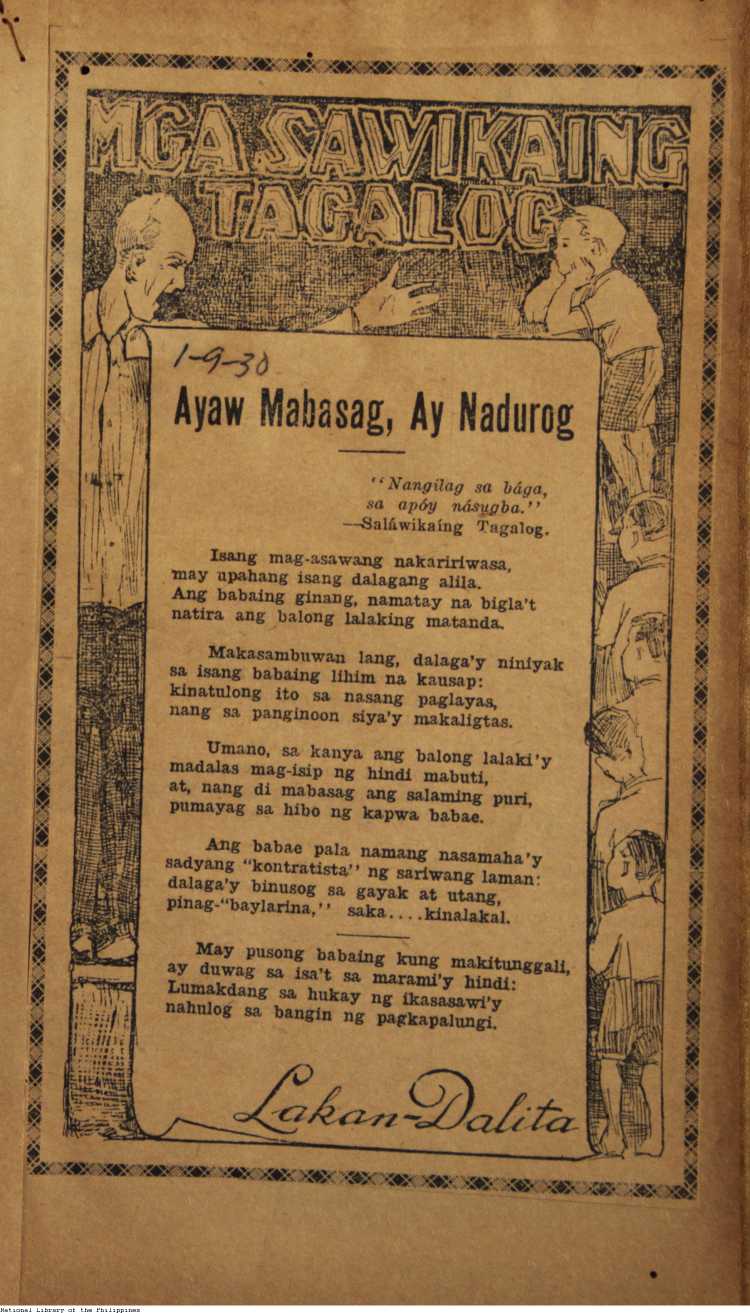 MGA SAWIKAING
TAGALOG
1-9-30
Ayaw Mabasag, Ay Nadurog
"Nangilag sa bága,
sa apóy násugba."
—Saláwikaíng Tagalog.
Isang mag-asawang nakaririwasa,
may upahang isang dalagang alila.
Ang babaing ginang, namatay na bigla't
natira ang balong lalaking matanda.
Makasambuwan lang, dalaga'y niniyak
sa isang babaing lihim na kausap:
kinatulong ito sa nasang paglayas,
nang sa panginoon siya'y makaligtas.
Umano, sa kanya ang balong lalaki'y
madalas mag-isip ng hindi mabuti,
at, nang di mabasag ang salaming puri,
pumayag sa hibo ng kapwa babae.
Ang babae pala namang nasamaha'y
sadyang "kontratista" ng sariwang laman:
dalaga'y binusog sa gayak at utang,
pinag-"baylarina," saka....kinalakal.
May pusong babaing kung makitunggali,
ay duwag sa isa't sa marami'y hindi:
Lumakdang sa hukay ng ikasasawi'y
nahulog sa bangin ng pagkapalungi.
Lakan-Dalita
National Library of the Philippines